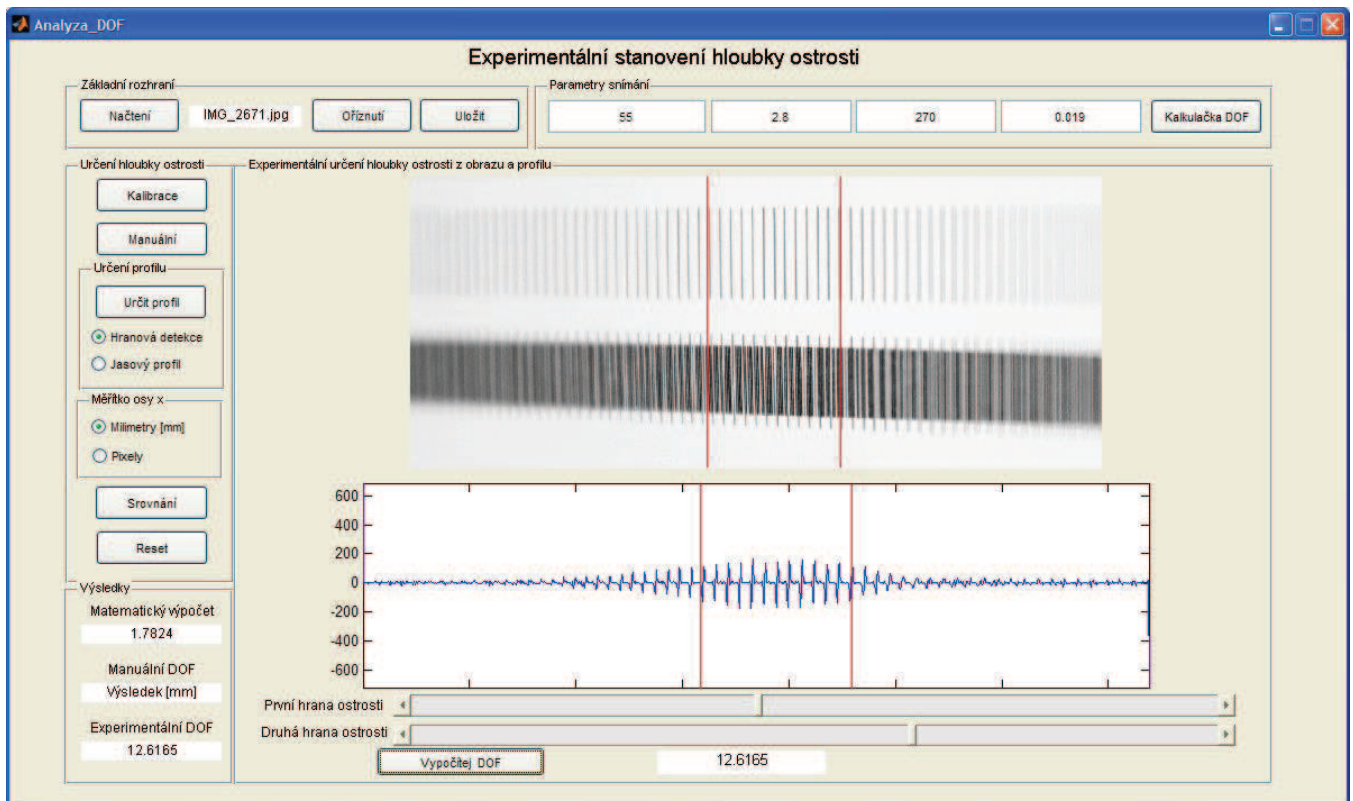 Analyza_DOF
Experimentální stanovení hloubky ostrosti
Základní rozhraní
Načtení
IMG_2671.jpg
Oříznutí
Uložit
Parametry snímání
55
2.8
270
0.019
Kalkulačka DOF
Určení hloubky ostrosti
Kalibrace
Manuální
Určení profilu
Určit profil
Hranová detekce
Jasový profil
Měřítko osy x
Milimetry [mm]
Pixely
Srovnání
Reset
Výsledky
Matematický výpočet
1.7824
Manuální DOF
Výsledek [mm]
Experimentální DOF
12.6165
Experimentální určení hloubky ostrosti z obrazu a profilu
600
400
200
0
-200
-400
-600
První hrana ostrosti
Druhá hrana ostrosti
Vypočítej DOF
12.6165